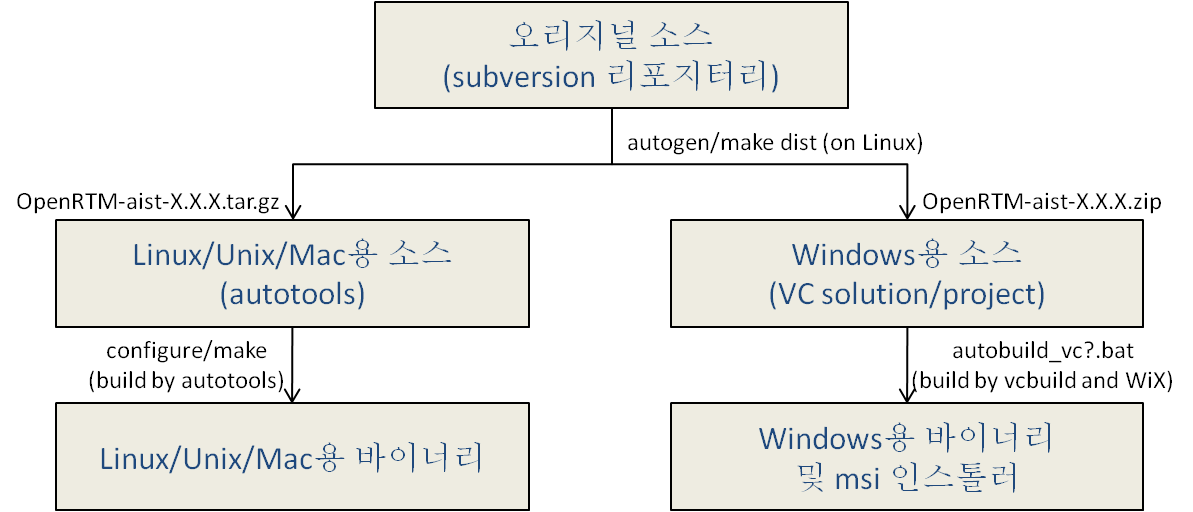 오리지널 소스
(subversion 리포지터리)
autogen/make dist (on Linux)
OpenRTM-aist-X.X.X.tar.gz
OpenRTM-aist-X.X.X.zip
Linux/Unix/Mac용 소스
(autotools)
Windows용 소스
(VC solution/project)
configure/make
(build by autotools)
autobuild_vc?.bat
(build by vcbuild and WiX)
Linux/Unix/Mac용 바이너리
Windows용 바이너리
및 msi 인스톨러